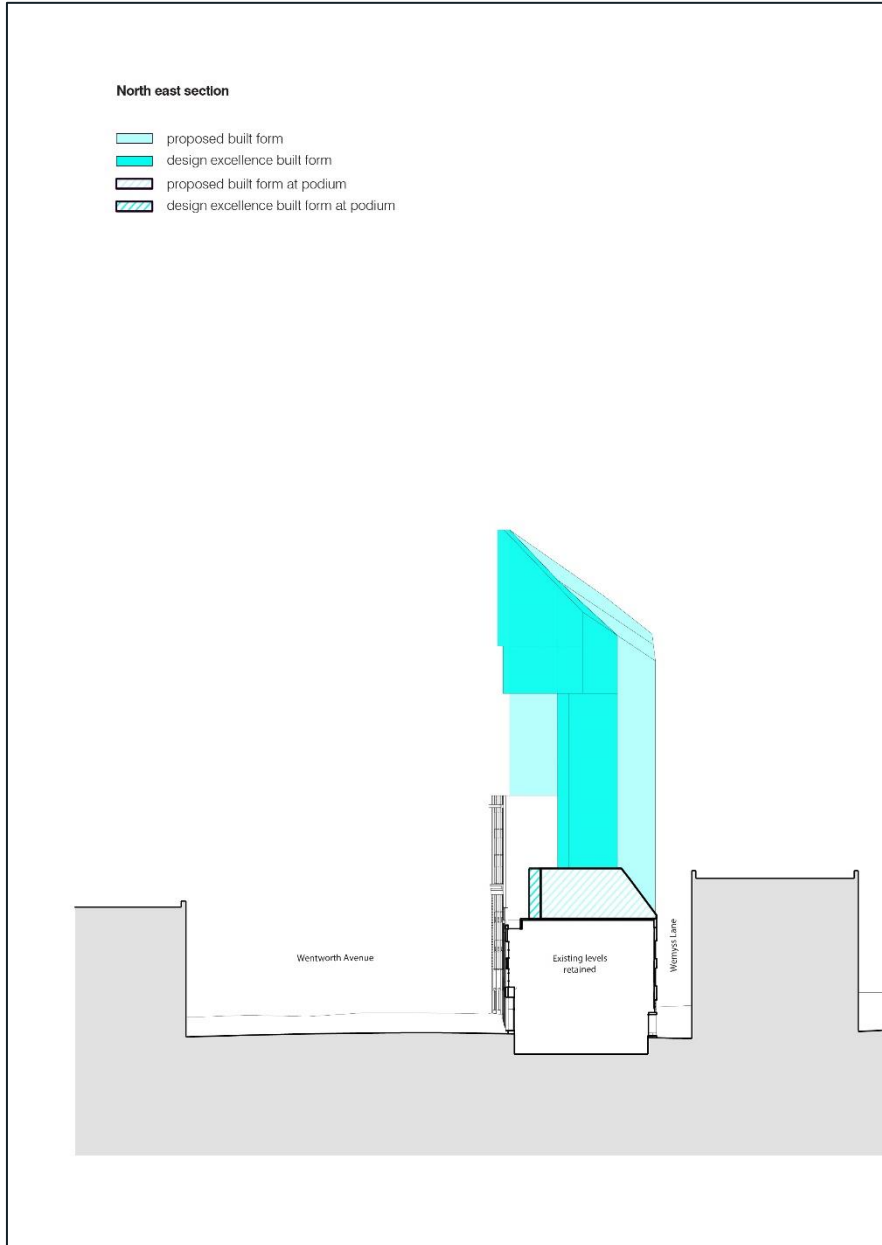 North east section
proposed built form
design excellence built form
proposed built form at podium
design excellence built form at podium
Wentworth Avenue
Existing levels
retained
Wemyss Lane